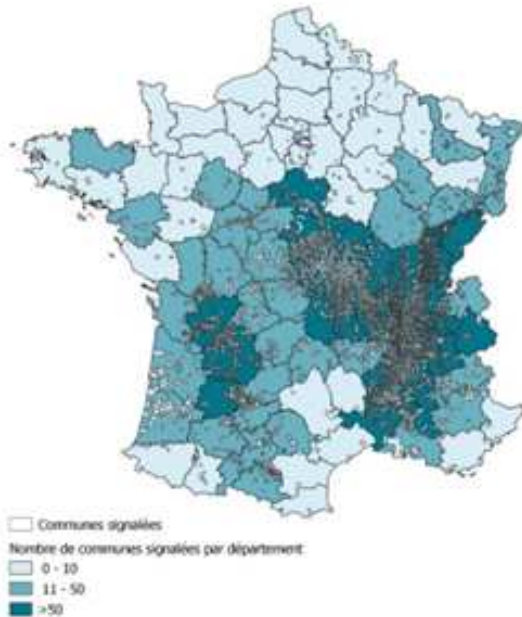 Communes signalées
Nombre de communes signalées par département
0 - 10
11 - 50
>50